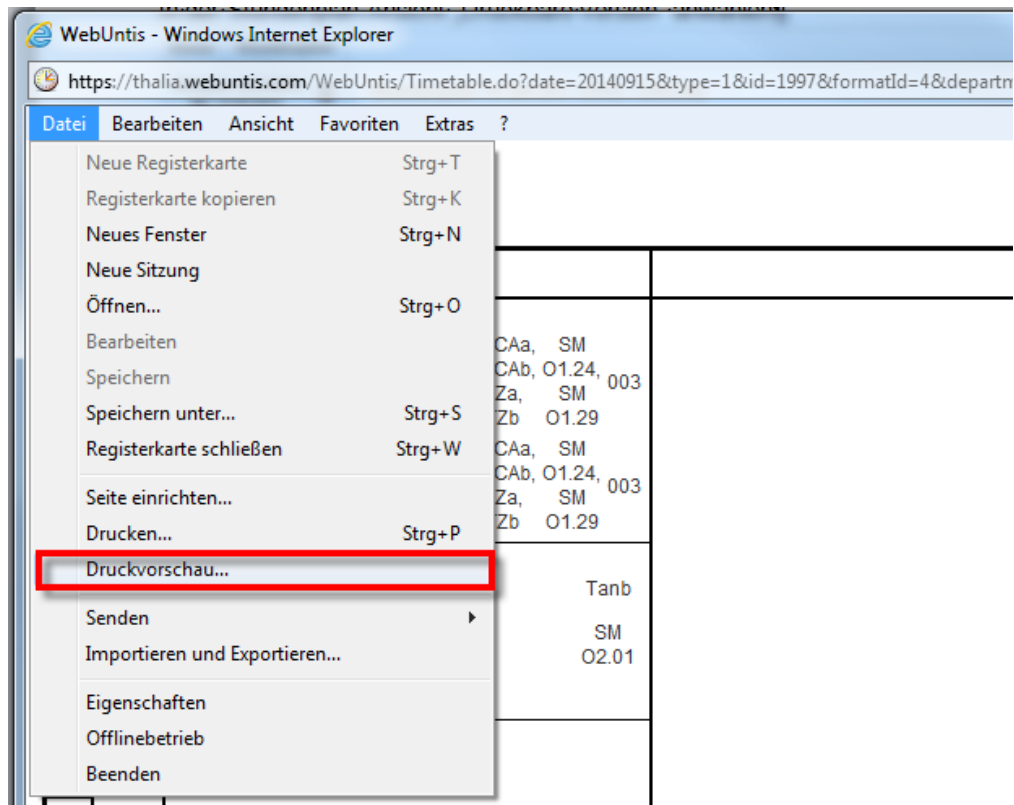 WebUntis - Windows Internet Explorer
https://thalia.webuntis.com/WebUntis/Timetable.do?date=20140915&type=1&id=1997&formatId=4&departm
Datei Bearbeiten Ansicht Favoriten Extras ?
Neue Registerkarte Strg+T
Registerkarte kopieren Strg+K
Neues Fenster Strg+N
Neue Sitzung
Öffnen... Strg+O
Bearbeiten
Speichern
Speichern unter... Strg+S
Registerkarte schließen Strg+W
Seite einrichten...
Drucken... Strg+P
Druckvorschau...
Senden
Importieren und Exportieren...
Eigenschaften
Offlinebetrieb
Beenden
CAa, SM
CAb, O1.24, 003
Za, SM
Zb O1.29
CAa, SM
CAb, O1.24, 003
Za, SM
Zb O1.29
Tanb
SM
O2.01